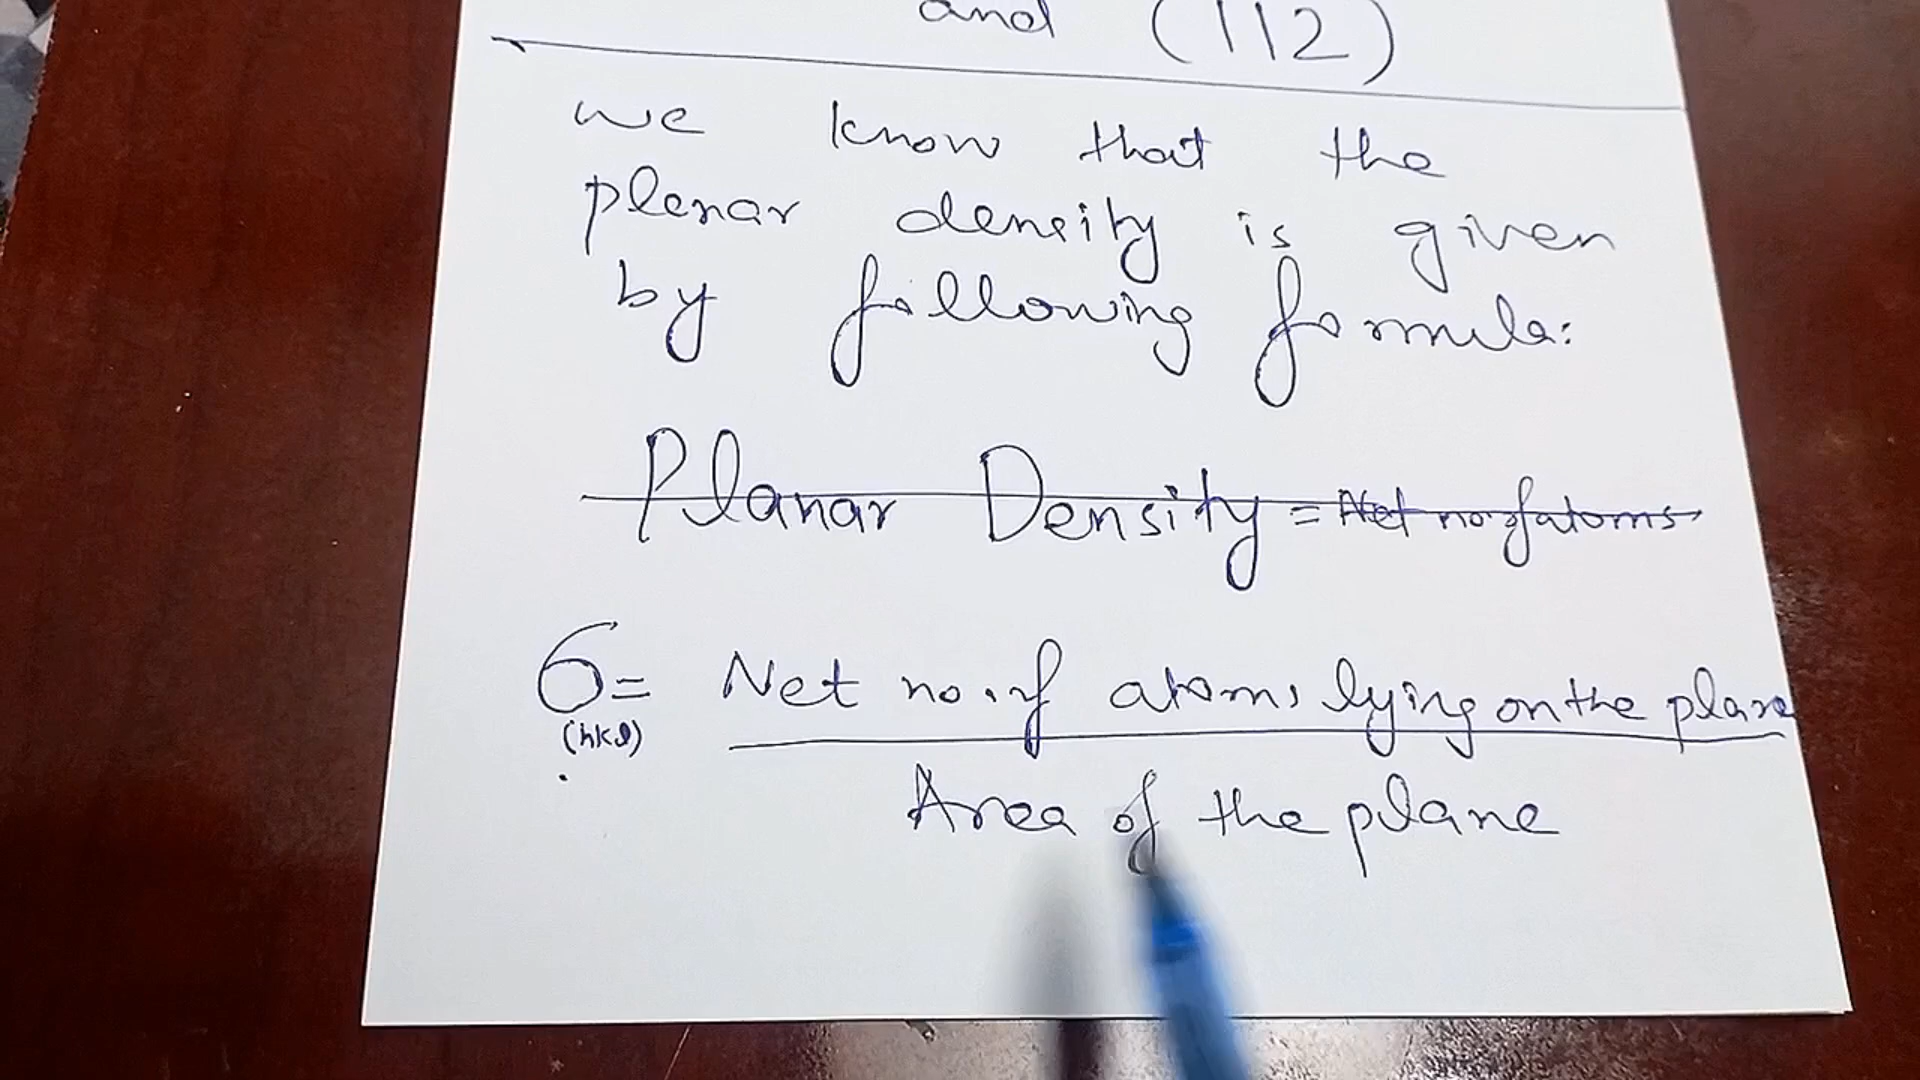 and (112)
we know that the
plenar density is given
by following formula:
Planar Density = Net no. of atoms
6 = Net no. of atoms lying on the plane
(hkl)
Area of the plane